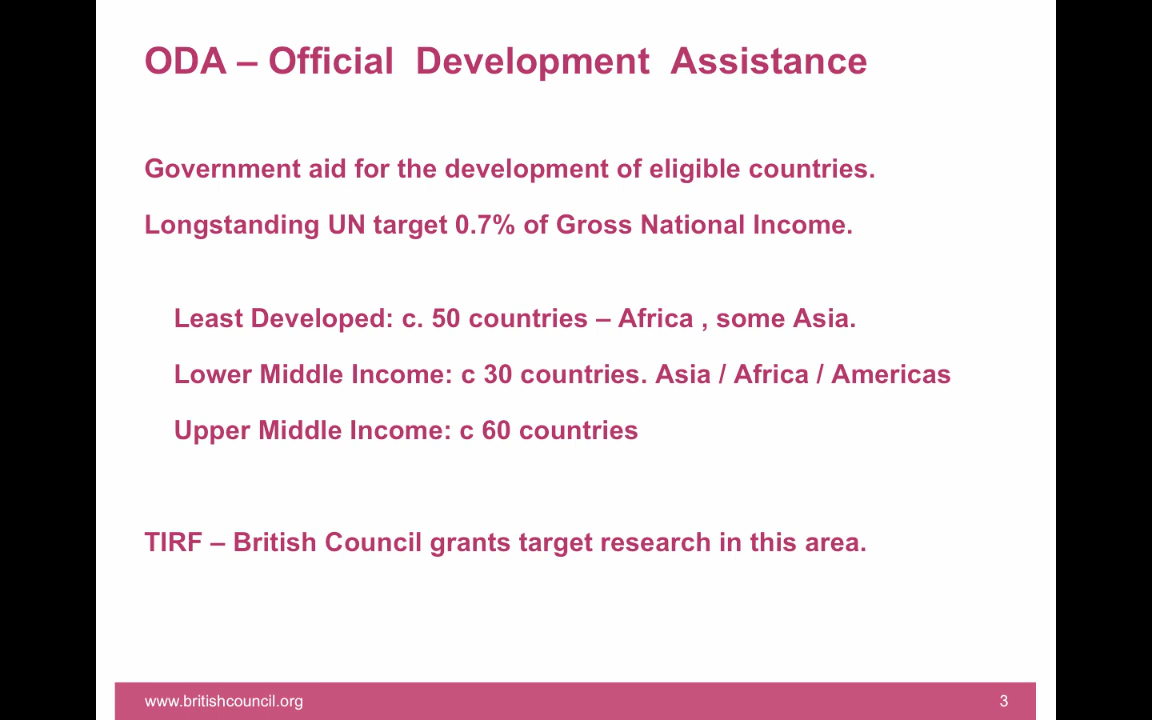 ODA – Official Development Assistance
Government aid for the development of eligible countries.
Longstanding UN target 0.7% of Gross National Income.
Least Developed: c. 50 countries – Africa , some Asia.
Lower Middle Income: c 30 countries. Asia / Africa / Americas
Upper Middle Income: c 60 countries
TIRF – British Council grants target research in this area.
www.britishcouncil.org 3